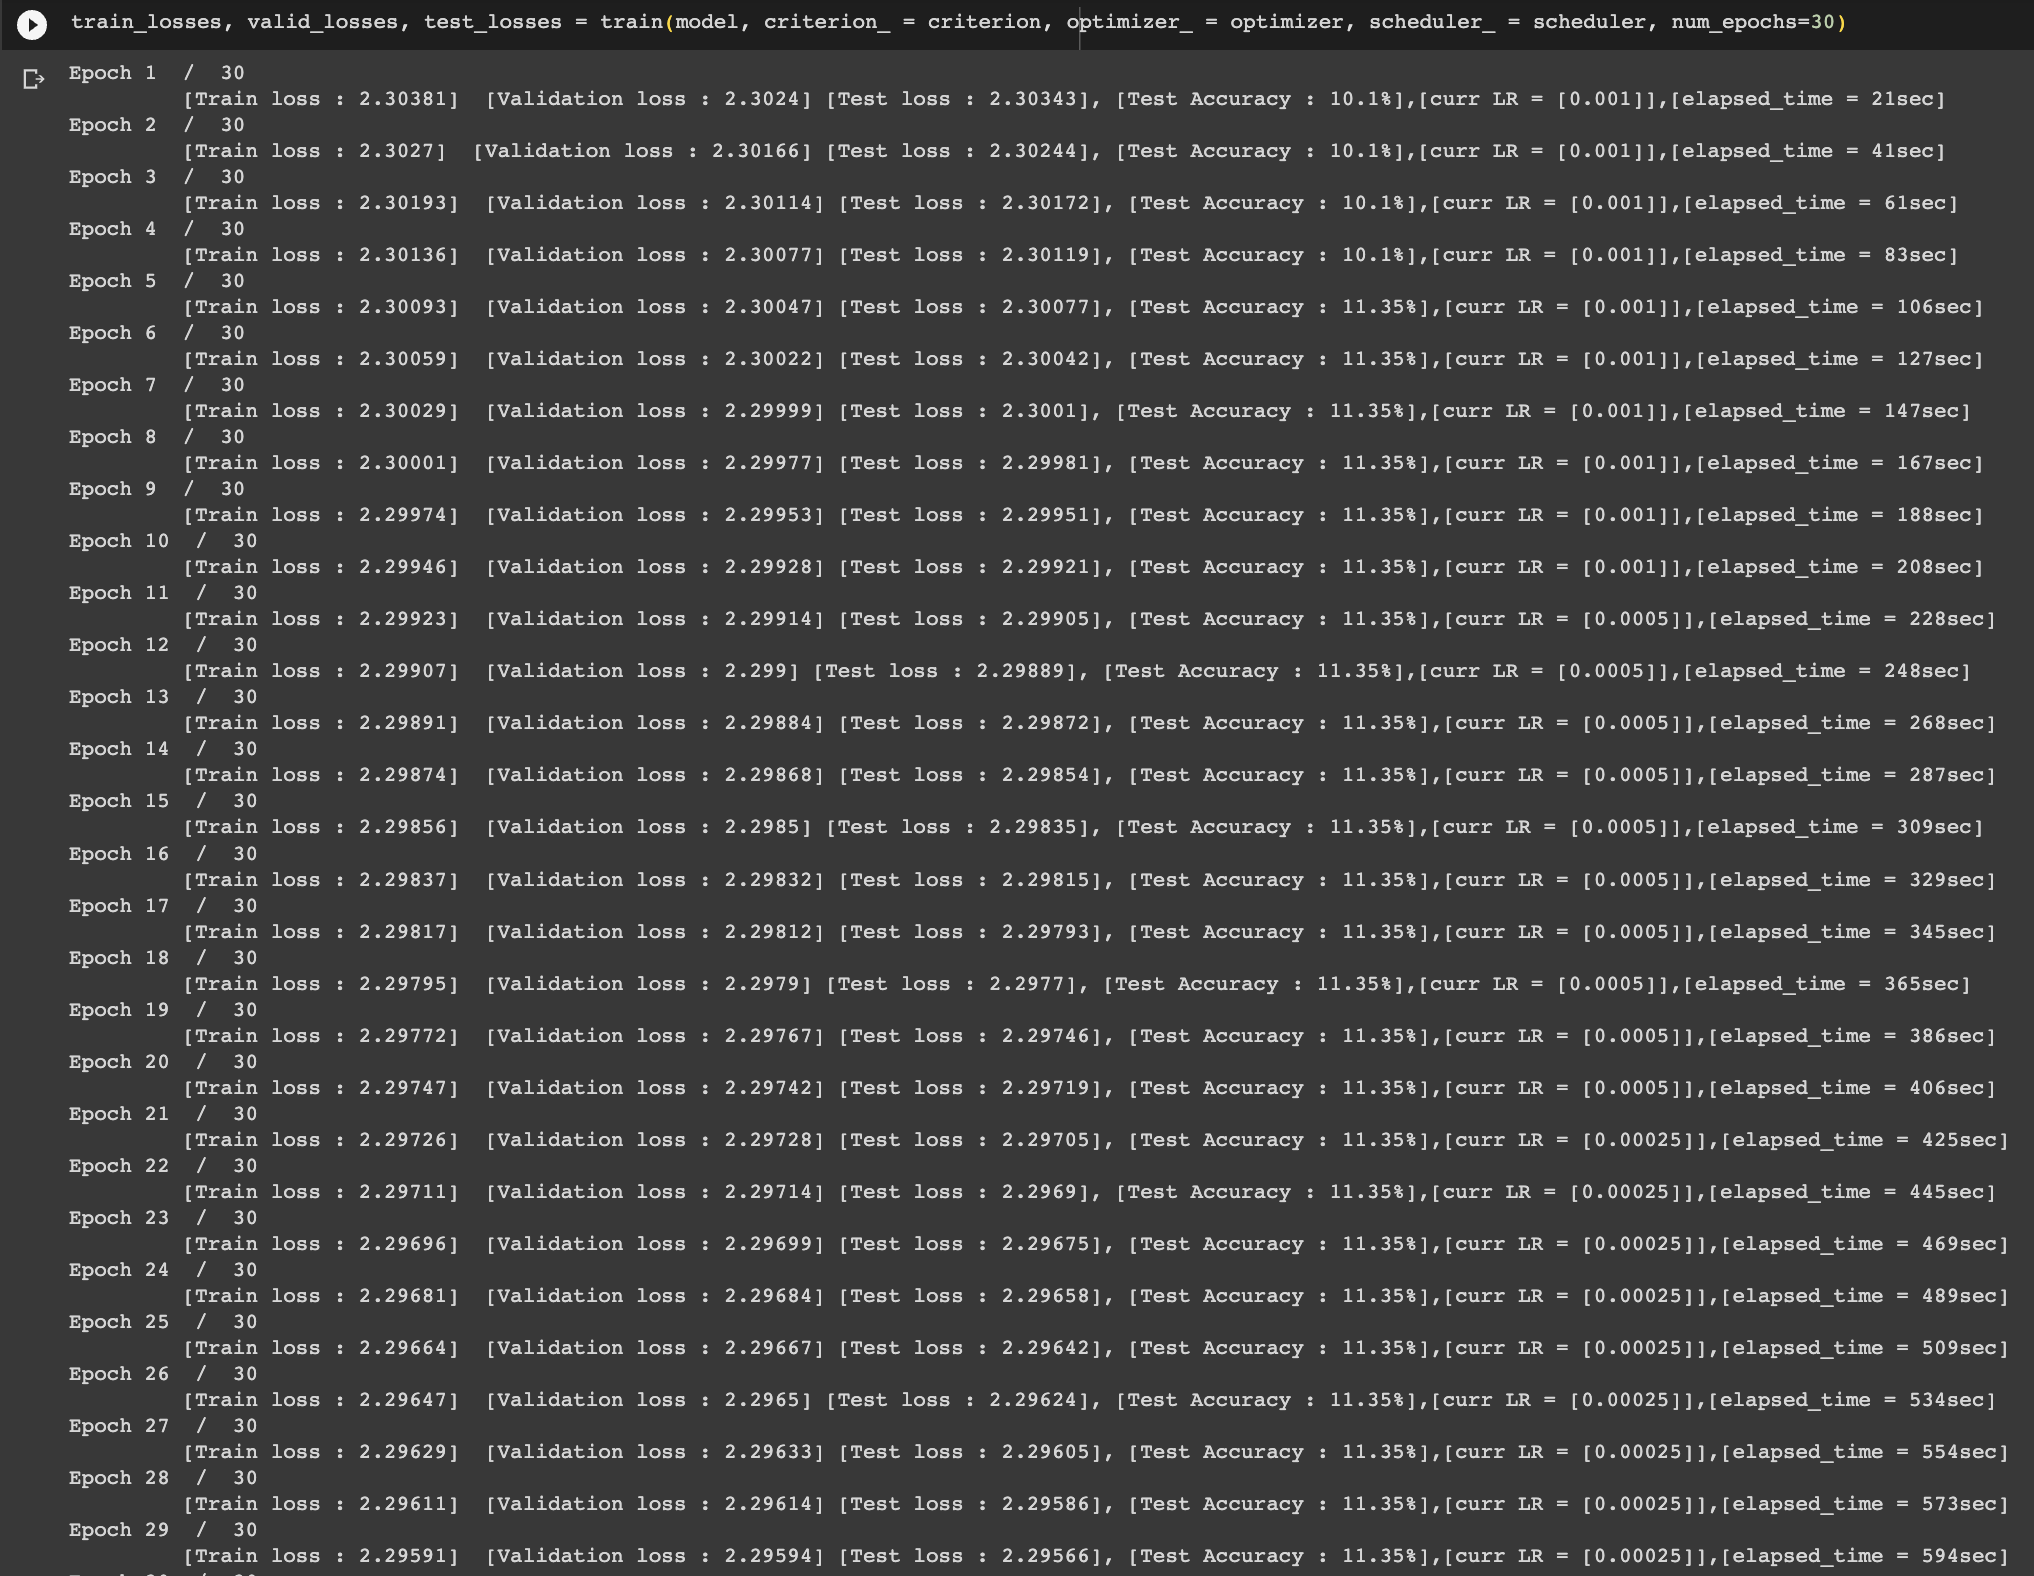 train_losses, valid_losses, test_losses = train(model, criterion_ = criterion, optimizer_ = optimizer, scheduler_ = scheduler, num_epochs=30)
Epoch 1 / 30
[Train loss : 2.30381] [Validation loss : 2.3024] [Test loss : 2.30343], [Test Accuracy : 10.1%],[curr LR = [0.001]],[elapsed_time = 21sec]
Epoch 2 / 30
[Train loss : 2.3027] [Validation loss : 2.30166] [Test loss : 2.30244], [Test Accuracy : 10.1%],[curr LR = [0.001]],[elapsed_time = 41sec]
Epoch 3 / 30
[Train loss : 2.30193] [Validation loss : 2.30114] [Test loss : 2.30172], [Test Accuracy : 10.1%],[curr LR = [0.001]],[elapsed_time = 61sec]
Epoch 4 / 30
[Train loss : 2.30136] [Validation loss : 2.30077] [Test loss : 2.30119], [Test Accuracy : 10.1%],[curr LR = [0.001]],[elapsed_time = 83sec]
Epoch 5 / 30
[Train loss : 2.30093] [Validation loss : 2.30047] [Test loss : 2.30077], [Test Accuracy : 11.35%],[curr LR = [0.001]],[elapsed_time = 106sec]
Epoch 6 / 30
[Train loss : 2.30059] [Validation loss : 2.30022] [Test loss : 2.30042], [Test Accuracy : 11.35%],[curr LR = [0.001]],[elapsed_time = 127sec]
Epoch 7 / 30
[Train loss : 2.30029] [Validation loss : 2.29999] [Test loss : 2.3001], [Test Accuracy : 11.35%],[curr LR = [0.001]],[elapsed_time = 147sec]
Epoch 8 / 30
[Train loss : 2.30001] [Validation loss : 2.29977] [Test loss : 2.29981], [Test Accuracy : 11.35%],[curr LR = [0.001]],[elapsed_time = 167sec]
Epoch 9 / 30
[Train loss : 2.29974] [Validation loss : 2.29953] [Test loss : 2.29951], [Test Accuracy : 11.35%],[curr LR = [0.001]],[elapsed_time = 188sec]
Epoch 10 / 30
[Train loss : 2.29946] [Validation loss : 2.29928] [Test loss : 2.29921], [Test Accuracy : 11.35%],[curr LR = [0.001]],[elapsed_time = 208sec]
Epoch 11 / 30
[Train loss : 2.29923] [Validation loss : 2.29914] [Test loss : 2.29905], [Test Accuracy : 11.35%],[curr LR = [0.0005]],[elapsed_time = 228sec]
Epoch 12 / 30
[Train loss : 2.29907] [Validation loss : 2.299] [Test loss : 2.29889], [Test Accuracy : 11.35%],[curr LR = [0.0005]],[elapsed_time = 248sec]
Epoch 13 / 30
[Train loss : 2.29891] [Validation loss : 2.29884] [Test loss : 2.29872], [Test Accuracy : 11.35%],[curr LR = [0.0005]],[elapsed_time = 268sec]
Epoch 14 / 30
[Train loss : 2.29874] [Validation loss : 2.29868] [Test loss : 2.29854], [Test Accuracy : 11.35%],[curr LR = [0.0005]],[elapsed_time = 287sec]
Epoch 15 / 30
[Train loss : 2.29856] [Validation loss : 2.2985] [Test loss : 2.29835], [Test Accuracy : 11.35%],[curr LR = [0.0005]],[elapsed_time = 309sec]
Epoch 16 / 30
[Train loss : 2.29837] [Validation loss : 2.29832] [Test loss : 2.29815], [Test Accuracy : 11.35%],[curr LR = [0.0005]],[elapsed_time = 329sec]
Epoch 17 / 30
[Train loss : 2.29817] [Validation loss : 2.29812] [Test loss : 2.29793], [Test Accuracy : 11.35%],[curr LR = [0.0005]],[elapsed_time = 345sec]
Epoch 18 / 30
[Train loss : 2.29795] [Validation loss : 2.2979] [Test loss : 2.2977], [Test Accuracy : 11.35%],[curr LR = [0.0005]],[elapsed_time = 365sec]
Epoch 19 / 30
[Train loss : 2.29772] [Validation loss : 2.29767] [Test loss : 2.29746], [Test Accuracy : 11.35%],[curr LR = [0.0005]],[elapsed_time = 386sec]
Epoch 20 / 30
[Train loss : 2.29747] [Validation loss : 2.29742] [Test loss : 2.29719], [Test Accuracy : 11.35%],[curr LR = [0.0005]],[elapsed_time = 406sec]
Epoch 21 / 30
[Train loss : 2.29726] [Validation loss : 2.29728] [Test loss : 2.29705], [Test Accuracy : 11.35%],[curr LR = [0.00025]],[elapsed_time = 425sec]
Epoch 22 / 30
[Train loss : 2.29711] [Validation loss : 2.29714] [Test loss : 2.2969], [Test Accuracy : 11.35%],[curr LR = [0.00025]],[elapsed_time = 445sec]
Epoch 23 / 30
[Train loss : 2.29696] [Validation loss : 2.29699] [Test loss : 2.29675], [Test Accuracy : 11.35%],[curr LR = [0.00025]],[elapsed_time = 469sec]
Epoch 24 / 30
[Train loss : 2.29681] [Validation loss : 2.29684] [Test loss : 2.29658], [Test Accuracy : 11.35%],[curr LR = [0.00025]],[elapsed_time = 489sec]
Epoch 25 / 30
[Train loss : 2.29664] [Validation loss : 2.29667] [Test loss : 2.29642], [Test Accuracy : 11.35%],[curr LR = [0.00025]],[elapsed_time = 509sec]
Epoch 26 / 30
[Train loss : 2.29647] [Validation loss : 2.2965] [Test loss : 2.29624], [Test Accuracy : 11.35%],[curr LR = [0.00025]],[elapsed_time = 534sec]
Epoch 27 / 30
[Train loss : 2.29629] [Validation loss : 2.29633] [Test loss : 2.29605], [Test Accuracy : 11.35%],[curr LR = [0.00025]],[elapsed_time = 554sec]
Epoch 28 / 30
[Train loss : 2.29611] [Validation loss : 2.29614] [Test loss : 2.29586], [Test Accuracy : 11.35%],[curr LR = [0.00025]],[elapsed_time = 573sec]
Epoch 29 / 30
[Train loss : 2.29591] [Validation loss : 2.29594] [Test loss : 2.29566], [Test Accuracy : 11.35%],[curr LR = [0.00025]],[elapsed_time = 594sec]